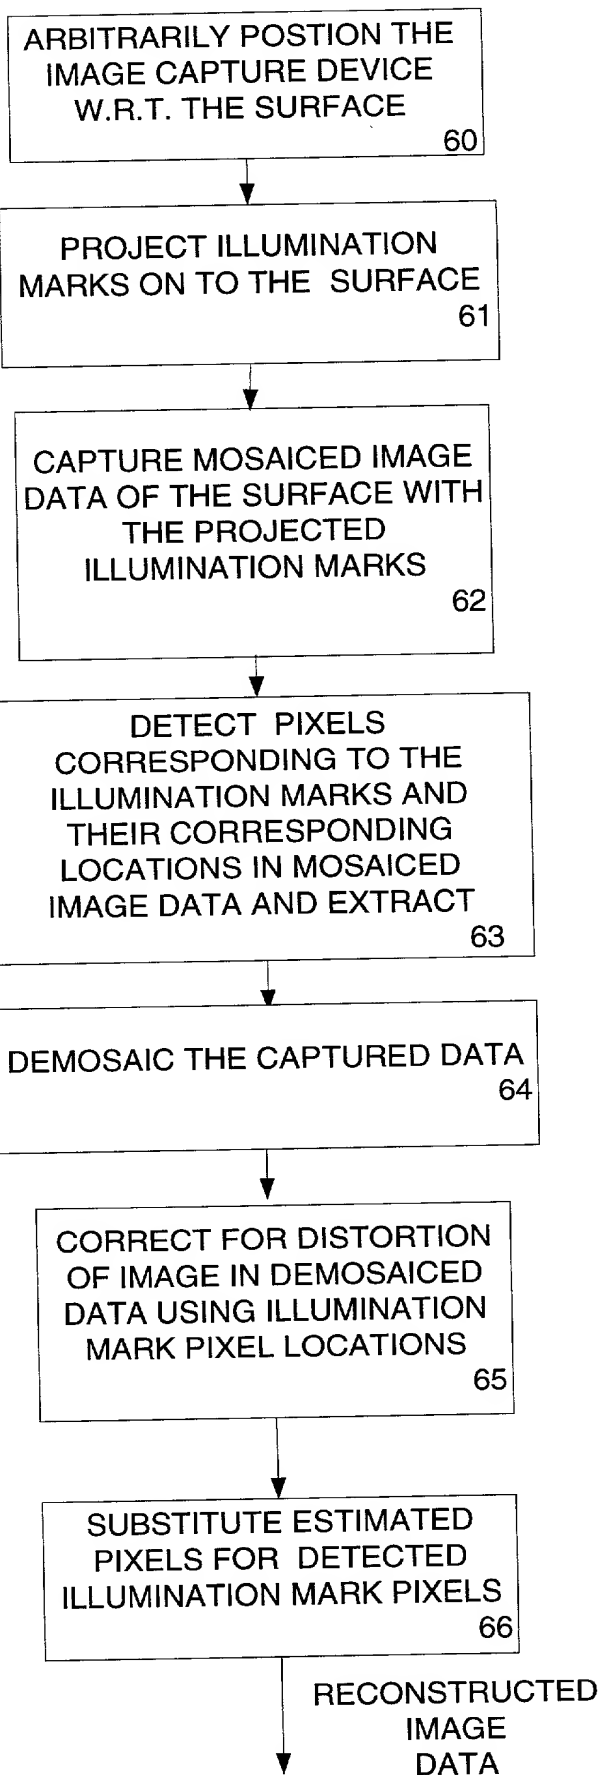 ARBITRARILY POSTION THE
IMAGE CAPTURE DEVICE
W.R.T. THE SURFACE
60
PROJECT ILLUMINATION
MARKS ON TO THE SURFACE
61
CAPTURE MOSAICED IMAGE
DATA OF THE SURFACE WITH
THE PROJECTED
ILLUMINATION MARKS
62
DETECT PIXELS
CORRESPONDING TO THE
ILLUMINATION MARKS AND
THEIR CORRESPONDING
LOCATIONS IN MOSAICED
IMAGE DATA AND EXTRACT
63
DEMOSAIC THE CAPTURED DATA
64
CORRECT FOR DISTORTION
OF IMAGE IN DEMOSAICED
DATA USING ILLUMINATION
MARK PIXEL LOCATIONS
65
SUBSTITUTE ESTIMATED
PIXELS FOR DETECTED
ILLUMINATION MARK PIXELS
66
RECONSTRUCTED
IMAGE
DATA